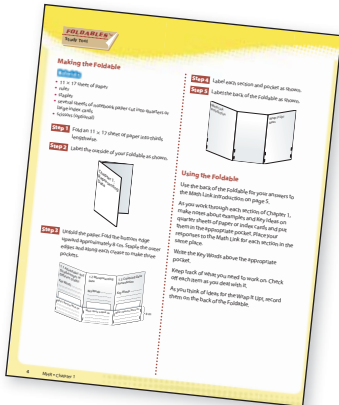 FOLDABLES
Study Tool
Making the Foldable
Materials
• 11 × 17 sheet of paper
• ruler
• stapler
• several sheets of notebook paper cut into quarters or
large index cards
• scissors (optional)
Step 1 Fold an 11 × 17 sheet of paper into thirds
lengthwise.
Step 2 Label the outside of your Foldable as shown.
Chapter 1
Step 3 Unfold the paper. Fold the bottom edge
upward approximately 8 cm. Staple the outer
edges and along each crease to make three
pockets.
Step 4 Label each section and pocket as shown.
Step 5 Label the back of the Foldable as shown.
Using the Foldable
Use the back of the Foldable for your answers to
the Math Link introduction on page 5.
As you work through each section of Chapter 1,
make notes about examples and Key Ideas on
quarter sheets of paper or index cards and put
them in the appropriate pocket. Place your
responses to the Math Link for each section in the
same place.
Write the Key Words above the appropriate
pocket.
Keep track of what you need to work on. Check
off each item as you deal with it.
As you think of ideas for the Wrap It Up!, record
them on the back of the Foldable.
4 MHR • Chapter 1